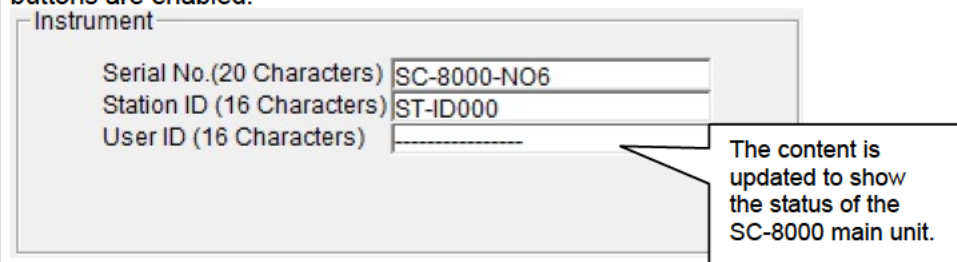 buttons are enabled.
Instrument
Serial No.(20 Characters) SC-8000-NO6
Station ID (16 Characters) ST-ID000
User ID (16 Characters) ----------------
The content is
updated to show
the status of the
SC-8000 main unit.